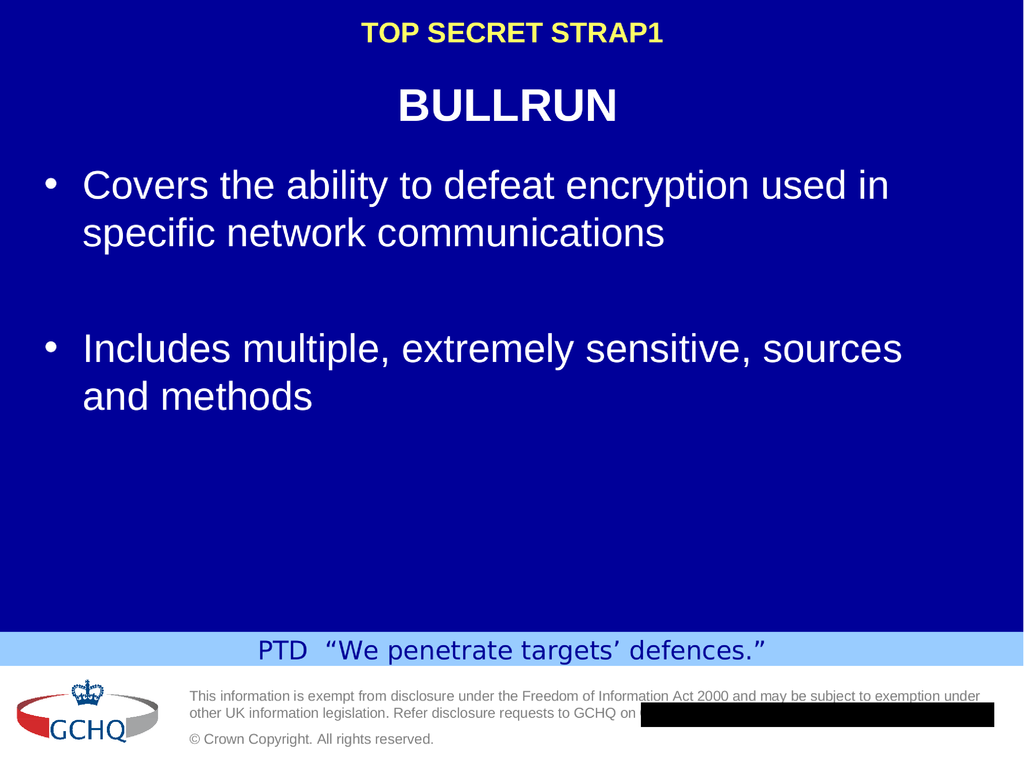 TOP SECRET STRAP1
BULLRUN
• Covers the ability to defeat encryption used in
specific network communications
• Includes multiple, extremely sensitive, sources
and methods
PTD “We penetrate targets’ defences.”
GCHQ
This information is exempt from disclosure under the Freedom of Information Act 2000 and may be subject to exemption under
other UK information legislation. Refer disclosure requests to GCHQ on
© Crown Copyright. All rights reserved.